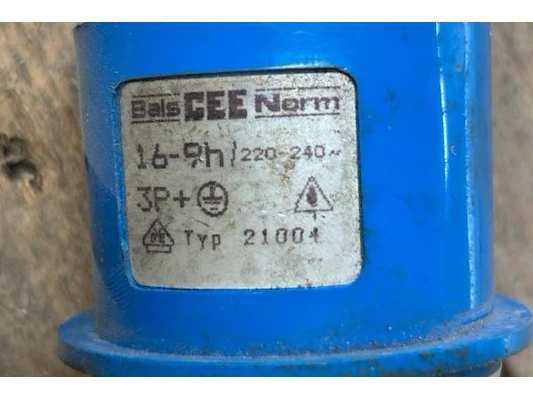 Bals CEE Norm
16-9h/220-240~
3P+
Typ 21004